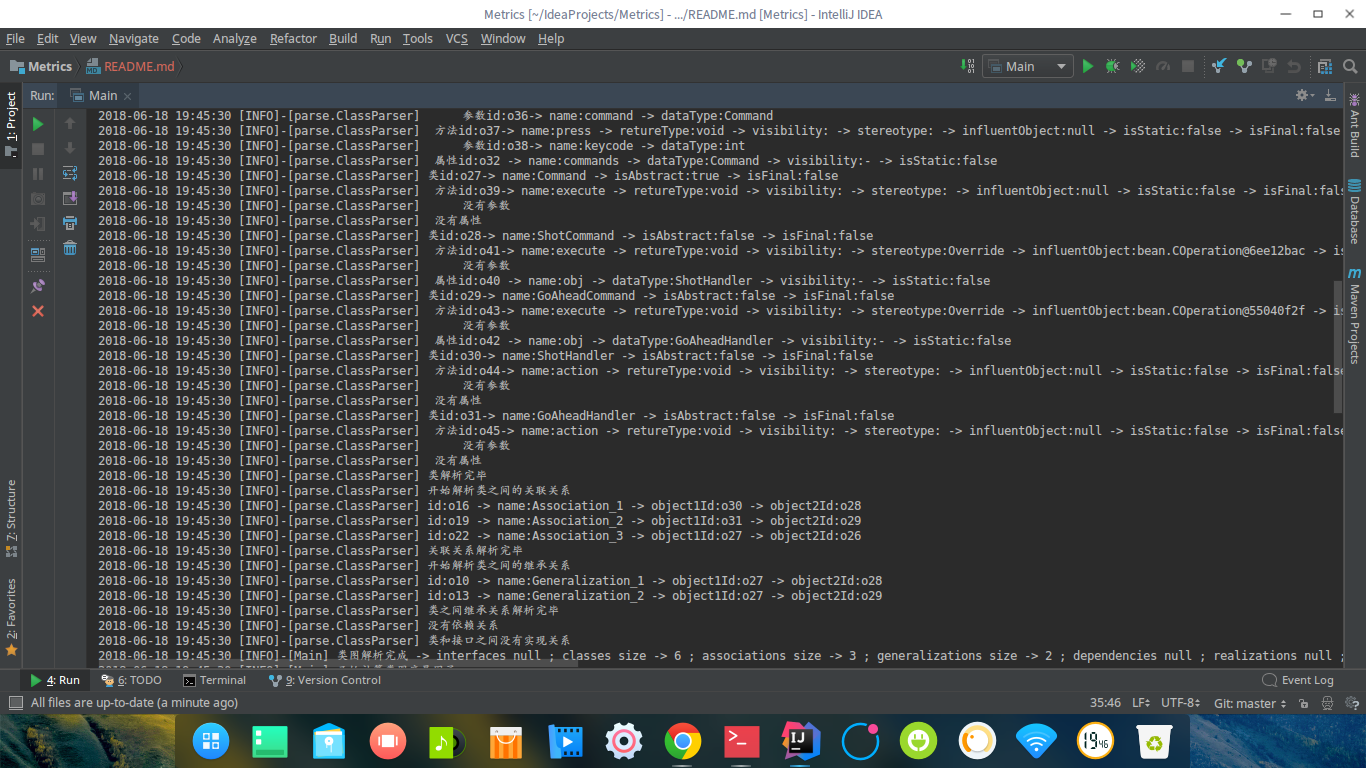 Metrics [~/IdeaProjects/Metrics] - .../README.md [Metrics] - IntelliJ IDEA
File Edit View Navigate Code Analyze Refactor Build Run Tools VCS Window Help
Metrics README.md Main
Run: Main
1: Project
7: Structure
2: Favorites
Ant Build
Database
Maven Projects
2018-06-18 19:45:30 [INFO]-[parse.ClassParser] 参数id:o36-> name:command -> dataType:Command
2018-06-18 19:45:30 [INFO]-[parse.ClassParser] 方法id:o37-> name:press -> retureType:void -> visibility: -> stereotype: -> influentObject:null -> isStatic:false -> isFinal:false
2018-06-18 19:45:30 [INFO]-[parse.ClassParser] 参数id:o38-> name:keycode -> dataType:int
2018-06-18 19:45:30 [INFO]-[parse.ClassParser] 属性id:o32 -> name:commands -> dataType:Command -> visibility:- -> isStatic:false
2018-06-18 19:45:30 [INFO]-[parse.ClassParser] 类id:o27-> name:Command -> isAbstract:true -> isFinal:false
2018-06-18 19:45:30 [INFO]-[parse.ClassParser] 方法id:o39-> name:execute -> retureType:void -> visibility: -> stereotype: -> influentObject:null -> isStatic:false -> isFinal:fals
2018-06-18 19:45:30 [INFO]-[parse.ClassParser] 没有参数
2018-06-18 19:45:30 [INFO]-[parse.ClassParser] 没有属性
2018-06-18 19:45:30 [INFO]-[parse.ClassParser] 类id:o28-> name:ShotCommand -> isAbstract:false -> isFinal:false
2018-06-18 19:45:30 [INFO]-[parse.ClassParser] 方法id:o41-> name:execute -> retureType:void -> visibility: -> stereotype:Override -> influentObject:bean.COperation@6ee12bac -> is
2018-06-18 19:45:30 [INFO]-[parse.ClassParser] 没有参数
2018-06-18 19:45:30 [INFO]-[parse.ClassParser] 属性id:o40 -> name:obj -> dataType:ShotHandler -> visibility:- -> isStatic:false
2018-06-18 19:45:30 [INFO]-[parse.ClassParser] 类id:o29-> name:GoAheadCommand -> isAbstract:false -> isFinal:false
2018-06-18 19:45:30 [INFO]-[parse.ClassParser] 方法id:o43-> name:execute -> retureType:void -> visibility: -> stereotype:Override -> influentObject:bean.COperation@55040f2f -> is
2018-06-18 19:45:30 [INFO]-[parse.ClassParser] 没有参数
2018-06-18 19:45:30 [INFO]-[parse.ClassParser] 属性id:o42 -> name:obj -> dataType:GoAheadHandler -> visibility:- -> isStatic:false
2018-06-18 19:45:30 [INFO]-[parse.ClassParser] 类id:o30-> name:ShotHandler -> isAbstract:false -> isFinal:false
2018-06-18 19:45:30 [INFO]-[parse.ClassParser] 方法id:o44-> name:action -> retureType:void -> visibility: -> stereotype: -> influentObject:null -> isStatic:false -> isFinal:false
2018-06-18 19:45:30 [INFO]-[parse.ClassParser] 没有参数
2018-06-18 19:45:30 [INFO]-[parse.ClassParser] 没有属性
2018-06-18 19:45:30 [INFO]-[parse.ClassParser] 类id:o31-> name:GoAheadHandler -> isAbstract:false -> isFinal:false
2018-06-18 19:45:30 [INFO]-[parse.ClassParser] 方法id:o45-> name:action -> retureType:void -> visibility: -> stereotype: -> influentObject:null -> isStatic:false -> isFinal:false
2018-06-18 19:45:30 [INFO]-[parse.ClassParser] 没有参数
2018-06-18 19:45:30 [INFO]-[parse.ClassParser] 没有属性
2018-06-18 19:45:30 [INFO]-[parse.ClassParser] 类解析完毕
2018-06-18 19:45:30 [INFO]-[parse.ClassParser] 开始解析类之间的关联关系
2018-06-18 19:45:30 [INFO]-[parse.ClassParser] id:o16 -> name:Association_1 -> object1Id:o30 -> object2Id:o28
2018-06-18 19:45:30 [INFO]-[parse.ClassParser] id:o19 -> name:Association_2 -> object1Id:o31 -> object2Id:o29
2018-06-18 19:45:30 [INFO]-[parse.ClassParser] id:o22 -> name:Association_3 -> object1Id:o27 -> object2Id:o26
2018-06-18 19:45:30 [INFO]-[parse.ClassParser] 关联关系解析完毕
2018-06-18 19:45:30 [INFO]-[parse.ClassParser] 开始解析类之间的继承关系
2018-06-18 19:45:30 [INFO]-[parse.ClassParser] id:o10 -> name:Generalization_1 -> object1Id:o27 -> object2Id:o28
2018-06-18 19:45:30 [INFO]-[parse.ClassParser] id:o13 -> name:Generalization_2 -> object1Id:o27 -> object2Id:o29
2018-06-18 19:45:30 [INFO]-[parse.ClassParser] 类之间继承关系解析完毕
2018-06-18 19:45:30 [INFO]-[parse.ClassParser] 没有依赖关系
2018-06-18 19:45:30 [INFO]-[parse.ClassParser] 类和接口之间没有实现关系
2018-06-18 19:45:30 [INFO]-[Main] 类图解析完成 -> interfaces null ; classes size -> 6 ; associations size -> 3 ; generalizations size -> 2 ; dependencies null ; realizations null ;
4: Run 6: TODO Terminal 9: Version Control Event Log
All files are up-to-date (a minute ago) 35:46 LF UTF-8 Git: master
IJ
19 46